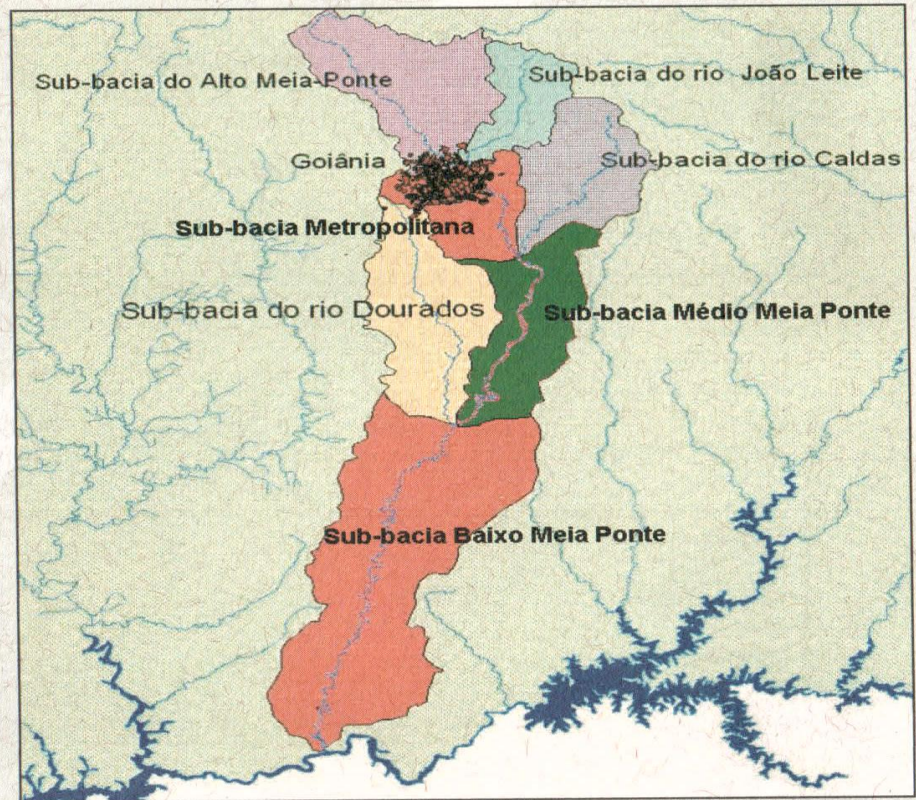 Sub-bacia do Alto Meia-Ponte
Sub-bacia do rio João Leite
Goiânia
Sub-bacia do rio Caldas
Sub-bacia Metropolitana
Sub-bacia do rio Dourados
Sub-bacia Médio Meia Ponte
Sub-bacia Baixo Meia Ponte